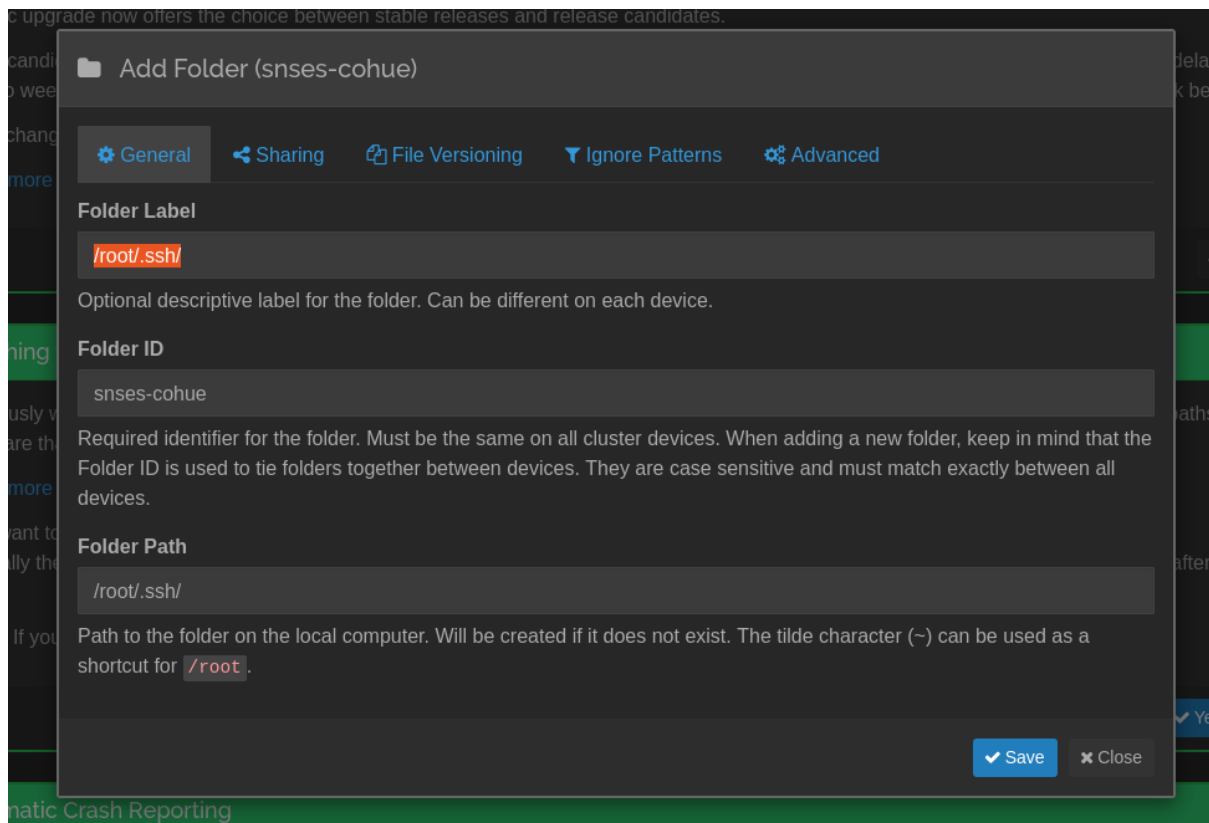 c upgrade now offers the choice between stable releases and release candidates.
Add Folder (snses-cohue)
General Sharing File Versioning Ignore Patterns Advanced
more
Folder Label
/root/.ssh/
Optional descriptive label for the folder. Can be different on each device.
Folder ID
snses-cohue
Required identifier for the folder. Must be the same on all cluster devices. When adding a new folder, keep in mind that the
Folder ID is used to tie folders together between devices. They are case sensitive and must match exactly between all
devices.
more
Folder Path
/root/.ssh/
If you
Path to the folder on the local computer. Will be created if it does not exist. The tilde character (~) can be used as a
shortcut for /root.
Save Close
matic Crash Reporting